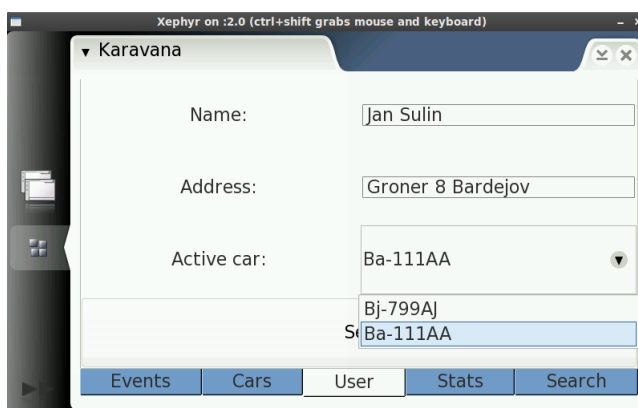 Xephyr on :2.0 (ctrl+shift grabs mouse and keyboard)
Karavana
Name:
Jan Sulin
Address:
Groner 8 Bardejov
Active car:
Ba-111AA
Bj-799AJ
Ba-111AA
Events Cars User Stats Search